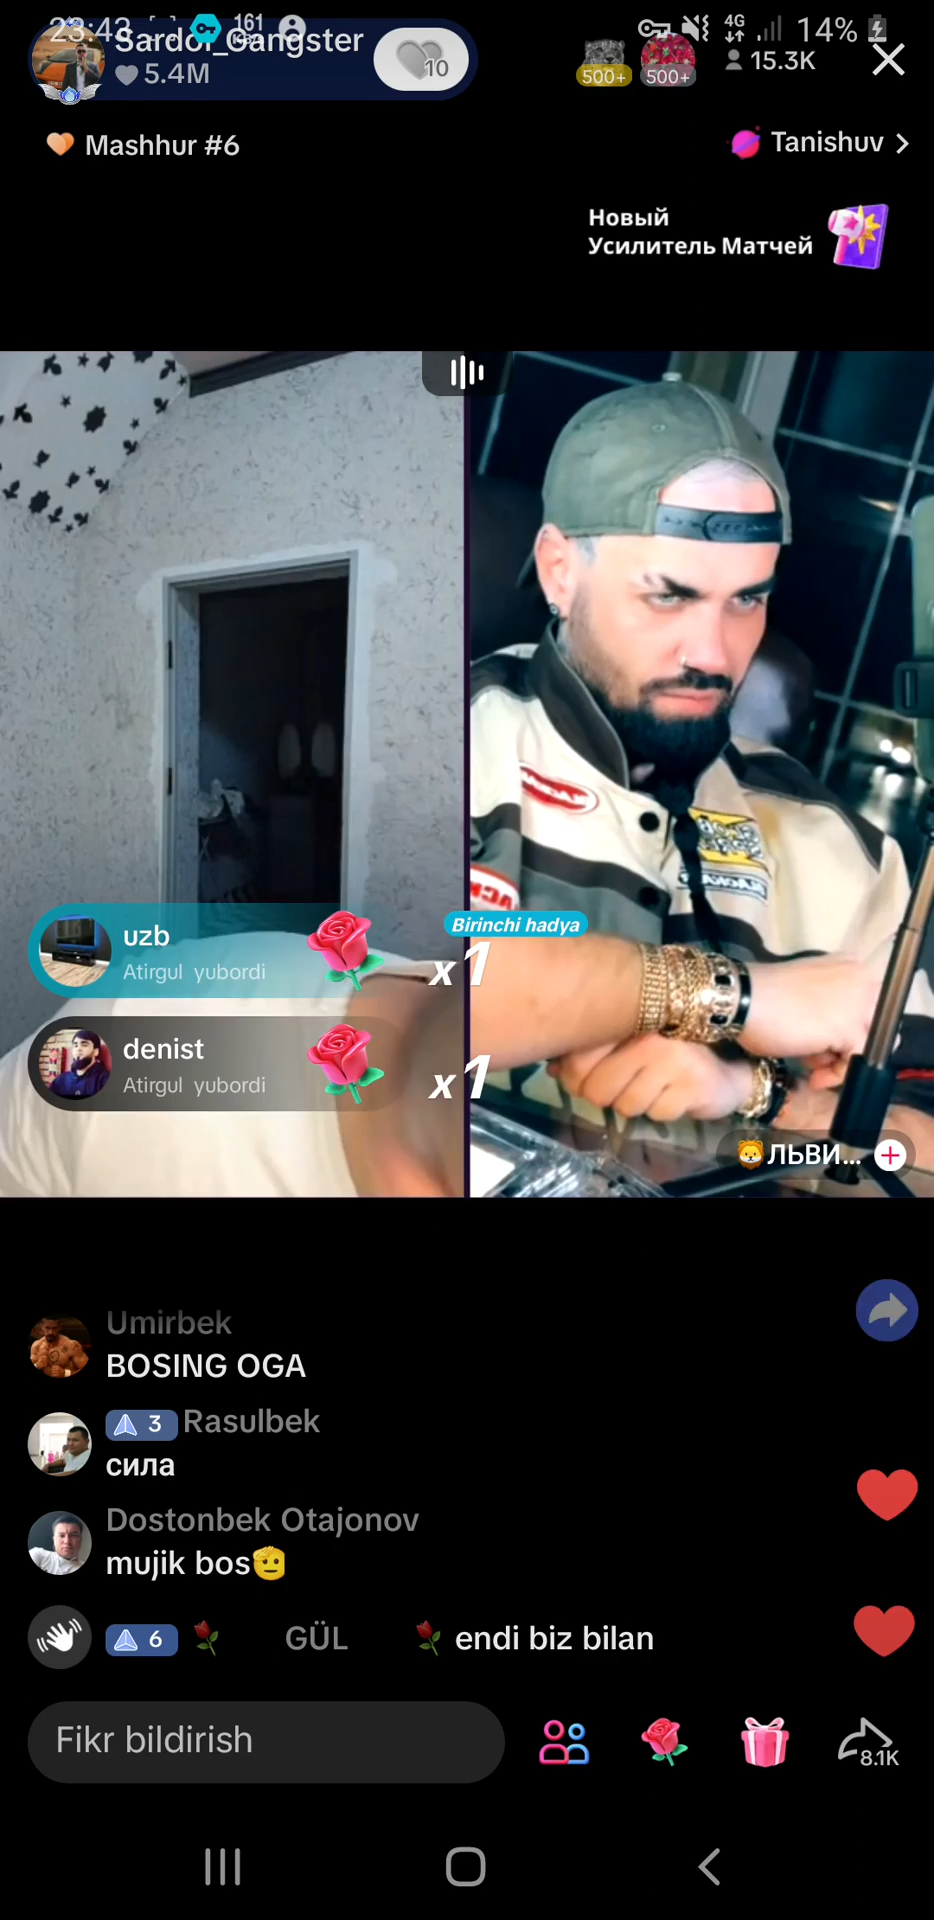 23:43
161
KB/s
4G
14%
Sardor_Gangster
5.4M
10
500+
500+
15.3K
Mashhur #6
Tanishuv
Новый
Усилитель Матчей
Birinchi hadya
uzb
Atirgul yubordi
x1
denist
Atirgul yubordi
x1
ЛЬВИ...
Umirbek
BOSING OGA
3 Rasulbek
сила
Dostonbek Otajonov
mujik bos🫡
6 🌹 GÜL 🌹 endi biz bilan
Fikr bildirish
8.1K